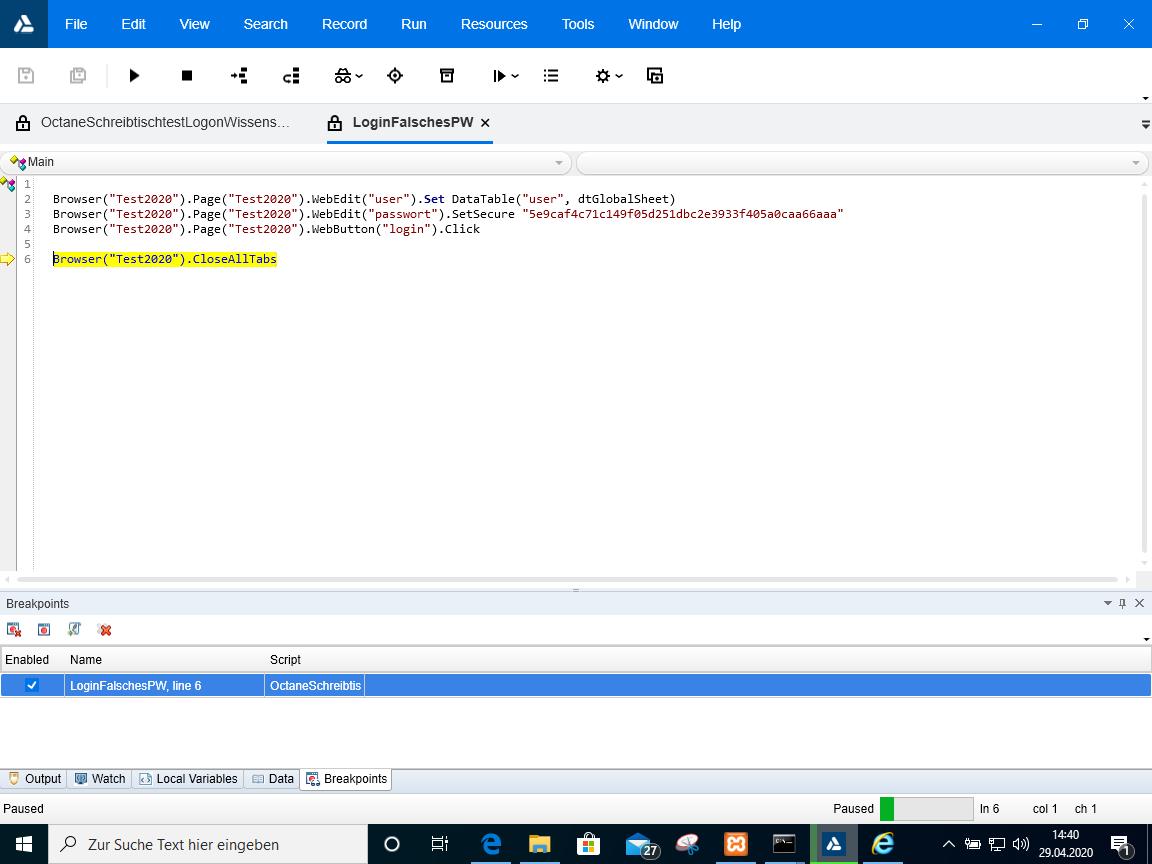 File Edit View Search Record Run Resources Tools Window Help
OctaneSchreibtischtestLogonWissens... LoginFalschesPW
Main
1
2 Browser("Test2020").Page("Test2020").WebEdit("user").Set DataTable("user", dtGlobalSheet)
3 Browser("Test2020").Page("Test2020").WebEdit("passwort").SetSecure "5e9caf4c71c149f05d251dbc2e3933f405a0caa66aaa"
4 Browser("Test2020").Page("Test2020").WebButton("login").Click
5
6 Browser("Test2020").CloseAllTabs
Breakpoints
Enabled Name Script
LoginFalschesPW, line 6 OctaneSchreibtis
Output Watch Local Variables Data Breakpoints
Paused Paused ln 6 col 1 ch 1
Zur Suche Text hier eingeben 27 14:40 1
29.04.2020